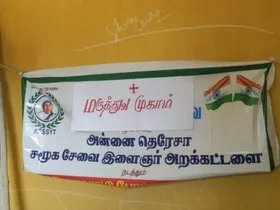 மருத்துவ முகாம்
அன்னை தெரேசா
சமூக சேவை இளைஞர் அறக்கட்டளை
நடத்தும்